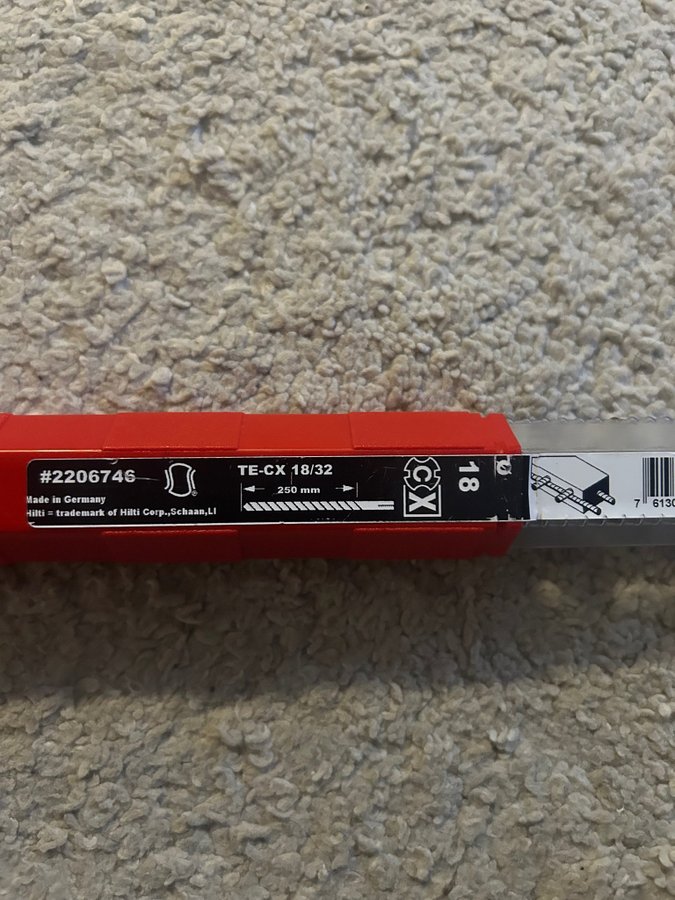 #2206746
Made in Germany
Hilti = trademark of Hilti Corp.,Schaan,LI
®
TE-CX 18/32
250 mm
CX
18
7 6130